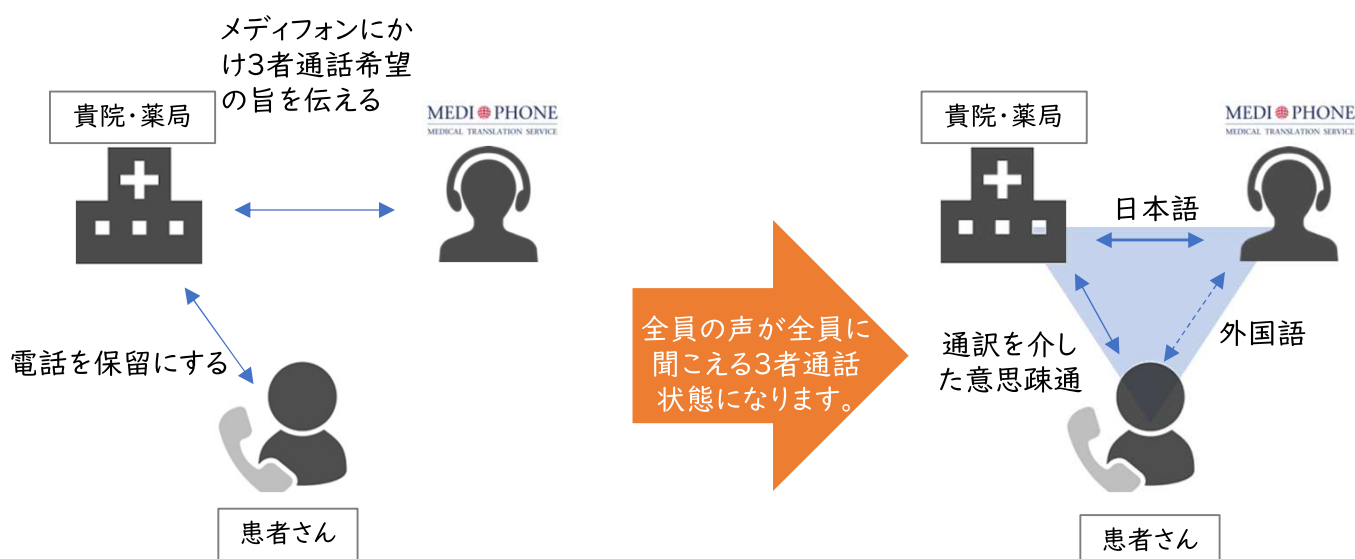 メディフォンにか
け3者通話希望
の旨を伝える
貴院・薬局
MEDI PHONE
MEDICAL TRANSLATION SERVICE
電話を保留にする
患者さん
全員の声が全員に
聞こえる3者通話
状態になります。
貴院・薬局
MEDI PHONE
MEDICAL TRANSLATION SERVICE
日本語
外国語
通訳を介し
た意思疎通
患者さん